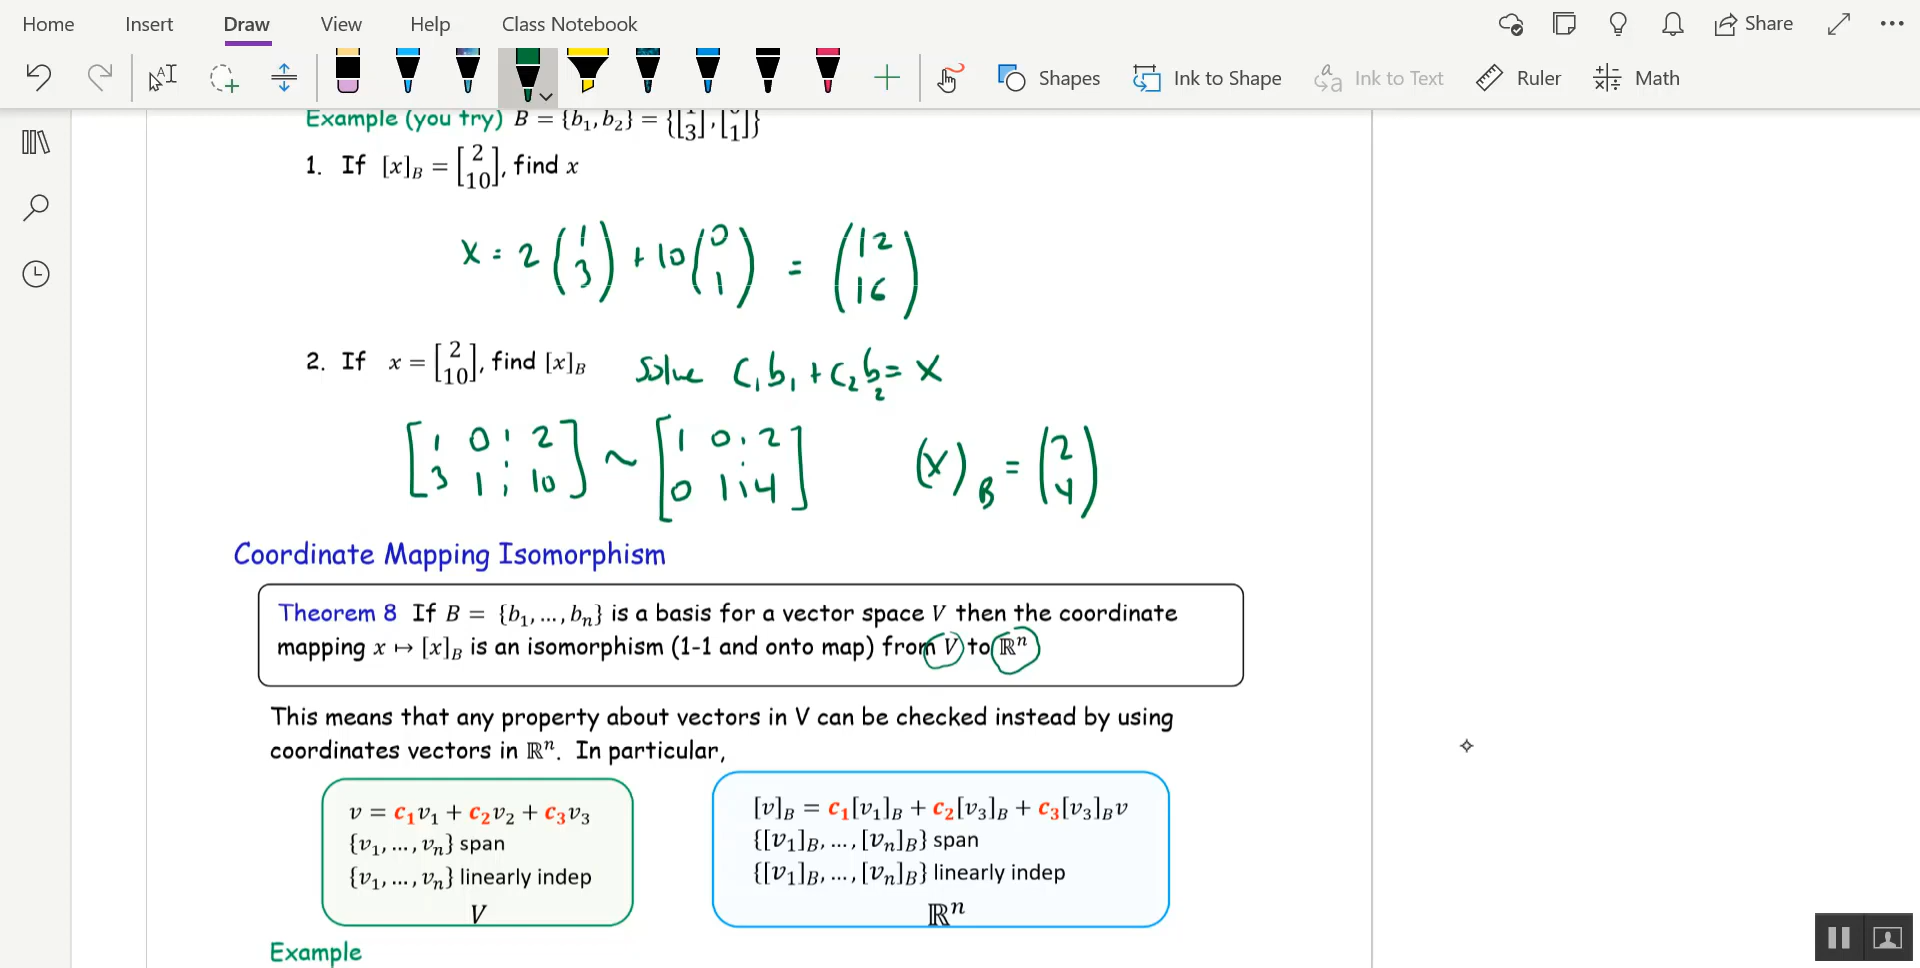 Home Insert Draw View Help Class Notebook Share
Shapes Ink to Shape Ink to Text Ruler Math
Example (you try) B = {b₁, b₂} = {[1 3], [0 1]}
1. If [x]_B = [2 10], find x
x = 2 (1 3) + 10 (0 1) = (12 16)
2. If x = [2 10], find [x]_B Solve c₁b₁ + c₂b₂ = x
[1 0 ⋮ 2; 3 1 ⋮ 10] ~ [1 0 ⋮ 2; 0 1 ⋮ 4] (x)_B = (2 4)
Coordinate Mapping Isomorphism
Theorem 8 If B = {b₁, …, bₙ} is a basis for a vector space V then the coordinate
mapping x ↦ [x]_B is an isomorphism (1-1 and onto map) from V to ℝⁿ
This means that any property about vectors in V can be checked instead by using
coordinates vectors in ℝⁿ. In particular,
v = c₁v₁ + c₂v₂ + c₃v₃
{v₁, …, vₙ} span
{v₁, …, vₙ} linearly indep
V
[v]_B = c₁[v₁]_B + c₂[v₃]_B + c₃[v₃]_B v
{[v₁]_B, …, [vₙ]_B} span
{[v₁]_B, …, [vₙ]_B} linearly indep
ℝⁿ
Example